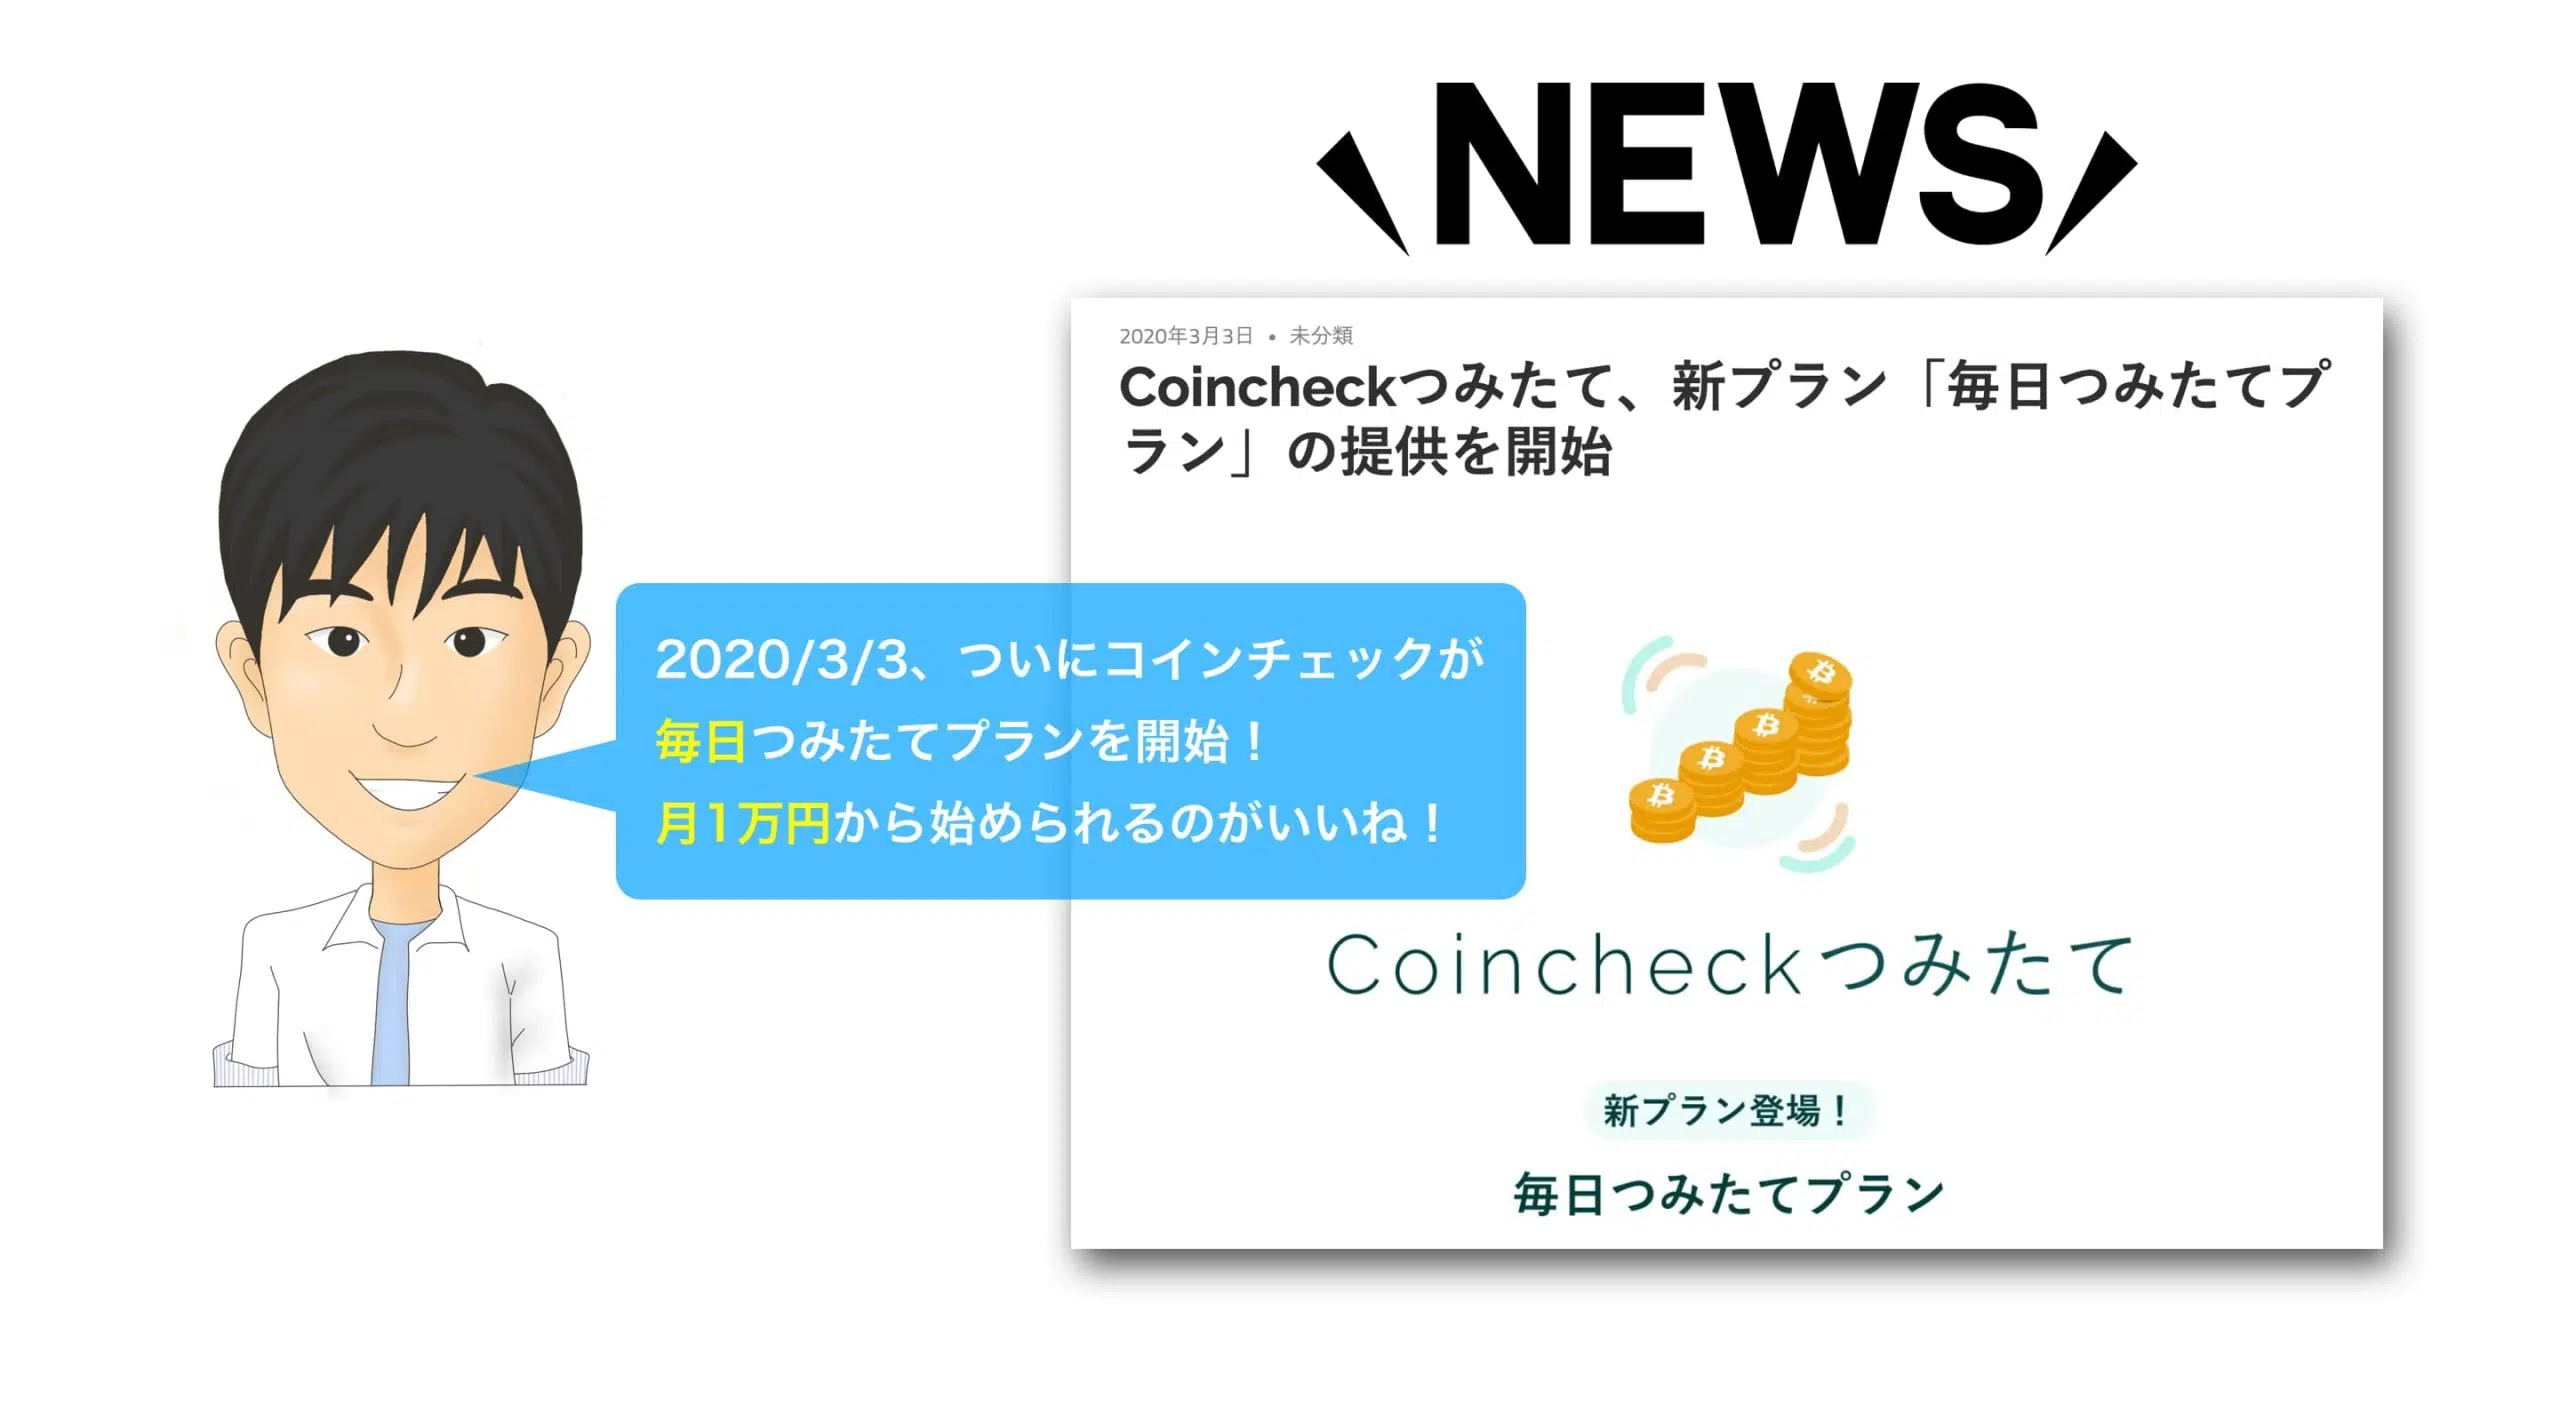 NEWS
2020年3月3日 • 未分類
Coincheckつみたて、新プラン「毎日つみたてプ
ラン」の提供を開始
2020/3/3、ついにコインチェックが
毎日つみたてプランを開始！
月1万円から始められるのがいいね！
Coincheckつみたて
新プラン登場！
毎日つみたてプラン